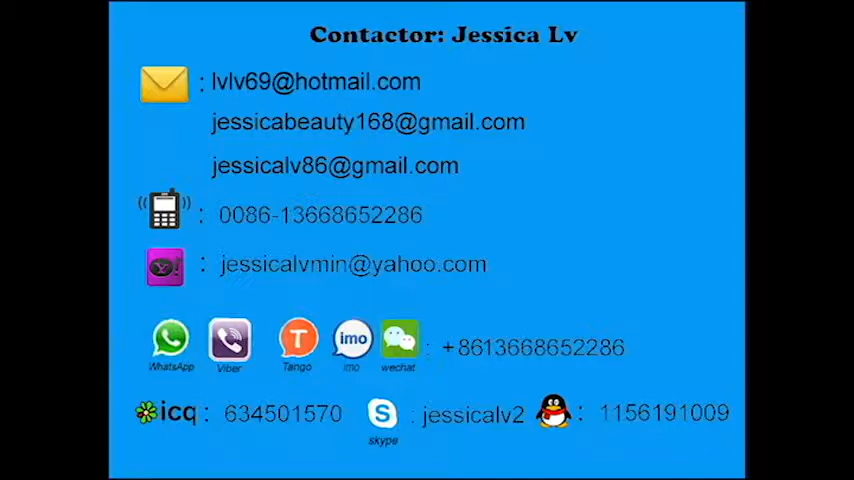 Contactor: Jessica Lv
: lvlv69@hotmail.com
jessicabeauty168@gmail.com
jessicalv86@gmail.com
: 0086-13668652286
Y! : jessicalvmin@yahoo.com
T imo : +8613668652286
WhatsApp Viber Tango imo wechat
icq : 634501570 S : jessicalv2 : 1156191009
skype